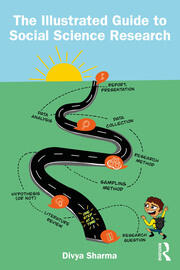 The Illustrated Guide to
Social Science Research
REPORT,
PRESENTATION
DATA
ANALYSIS
DATA
COLLECTION
RESEARCH
METHOD
SAMPLING
METHOD
HYPOTHESIS
(OR NOT)
LITERATURE
REVIEW
RESEARCH
QUESTION
Divya Sharma
R